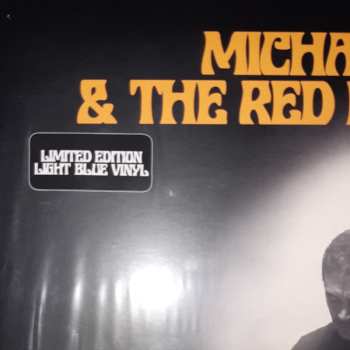 MICHA
& THE RED
LIMITED EDITION
LIGHT BLUE VINYL